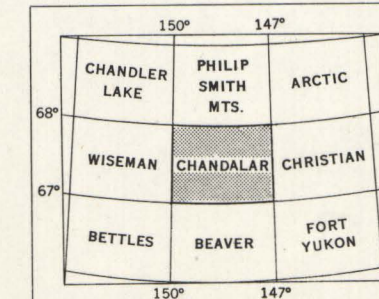 150° 147°
CHANDLER LAKE
PHILIP SMITH MTS.
ARCTIC
68°
WISEMAN
CHANDALAR
CHRISTIAN
67°
BETTLES
BEAVER
FORT YUKON
150° 147°